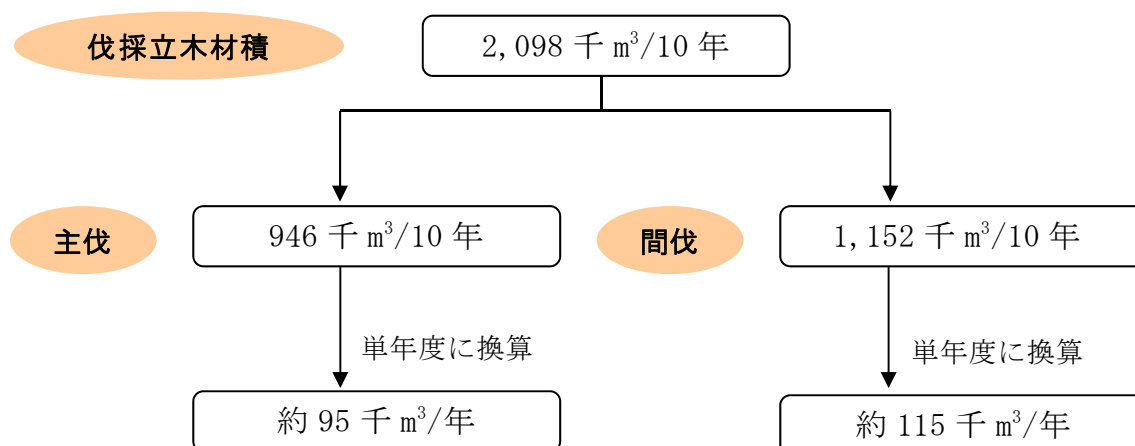 伐採立木材積
2,098 千 m³/10 年
主伐
946 千 m³/10 年
間伐
1,152 千 m³/10 年
単年度に換算
単年度に換算
約 95 千 m³/年
約 115 千 m³/年